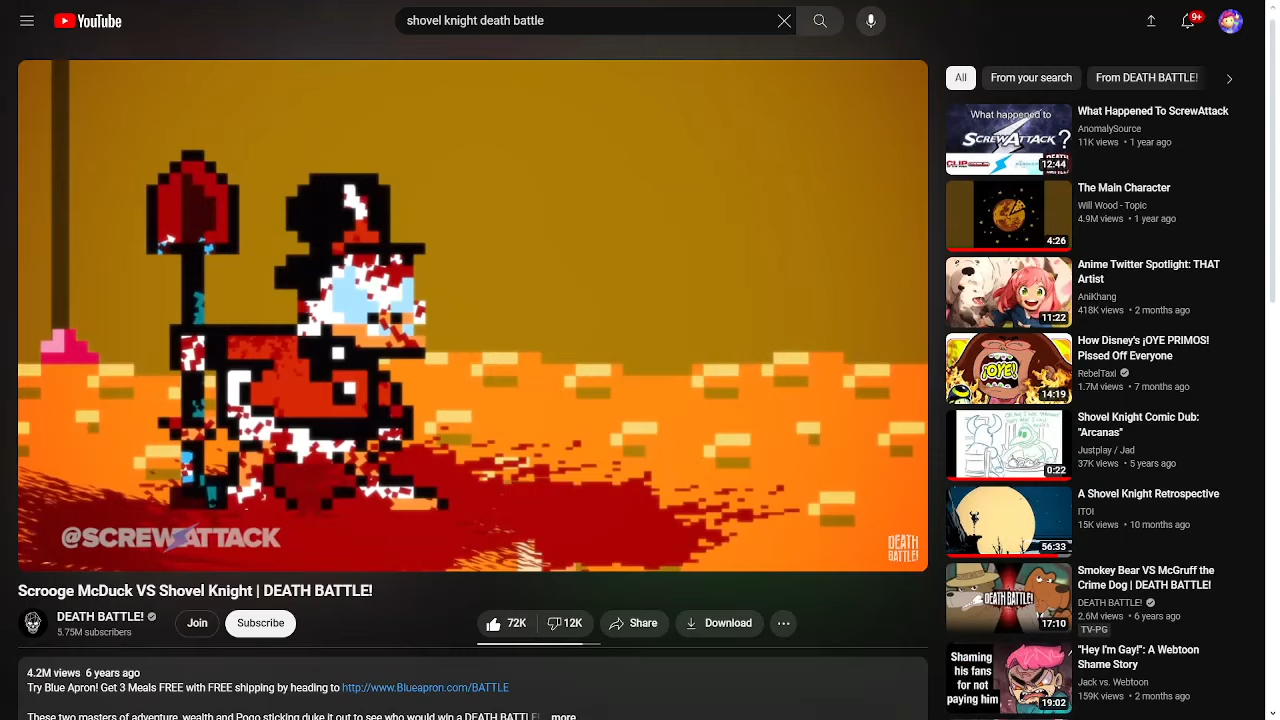 YouTube
shovel knight death battle
9+
@SCREWATTACK
DEATH
BATTLE!
Scrooge McDuck VS Shovel Knight | DEATH BATTLE!
DEATH BATTLE!
5.75M subscribers
Join
Subscribe
72K
12K
Share
Download
4.2M views 6 years ago
Try Blue Apron! Get 3 Meals FREE with FREE shipping by heading to http://www.Blueapron.com/BATTLE
These two masters of adventure, wealth and Pogo sticking duke it out to see who would win a DEATH BATTLE! ...more
All
From your search
From DEATH BATTLE!
What happened to
SCREWATTACK?
12:44
What Happened To ScrewAttack
AnomalySource
11K views • 1 year ago
4:26
The Main Character
Will Wood - Topic
4.9M views • 1 year ago
11:22
Anime Twitter Spotlight: THAT
Artist
AniKhang
418K views • 2 months ago
¡OYE!
14:19
How Disney's ¡OYE PRIMOS!
Pissed Off Everyone
RebelTaxi
1.7M views • 7 months ago
0:22
Shovel Knight Comic Dub:
"Arcanas"
Justplay / Jad
37K views • 5 years ago
56:33
A Shovel Knight Retrospective
ITOI
15K views • 10 months ago
DEATH BATTLE!
17:10
Smokey Bear VS McGruff the
Crime Dog | DEATH BATTLE!
DEATH BATTLE!
2.6M views • 6 years ago
TV-PG
Shaming
his fans
for not
paying him
19:02
"Hey I'm Gay!": A Webtoon
Shame Story
Jack vs. Webtoon
159K views • 2 months ago